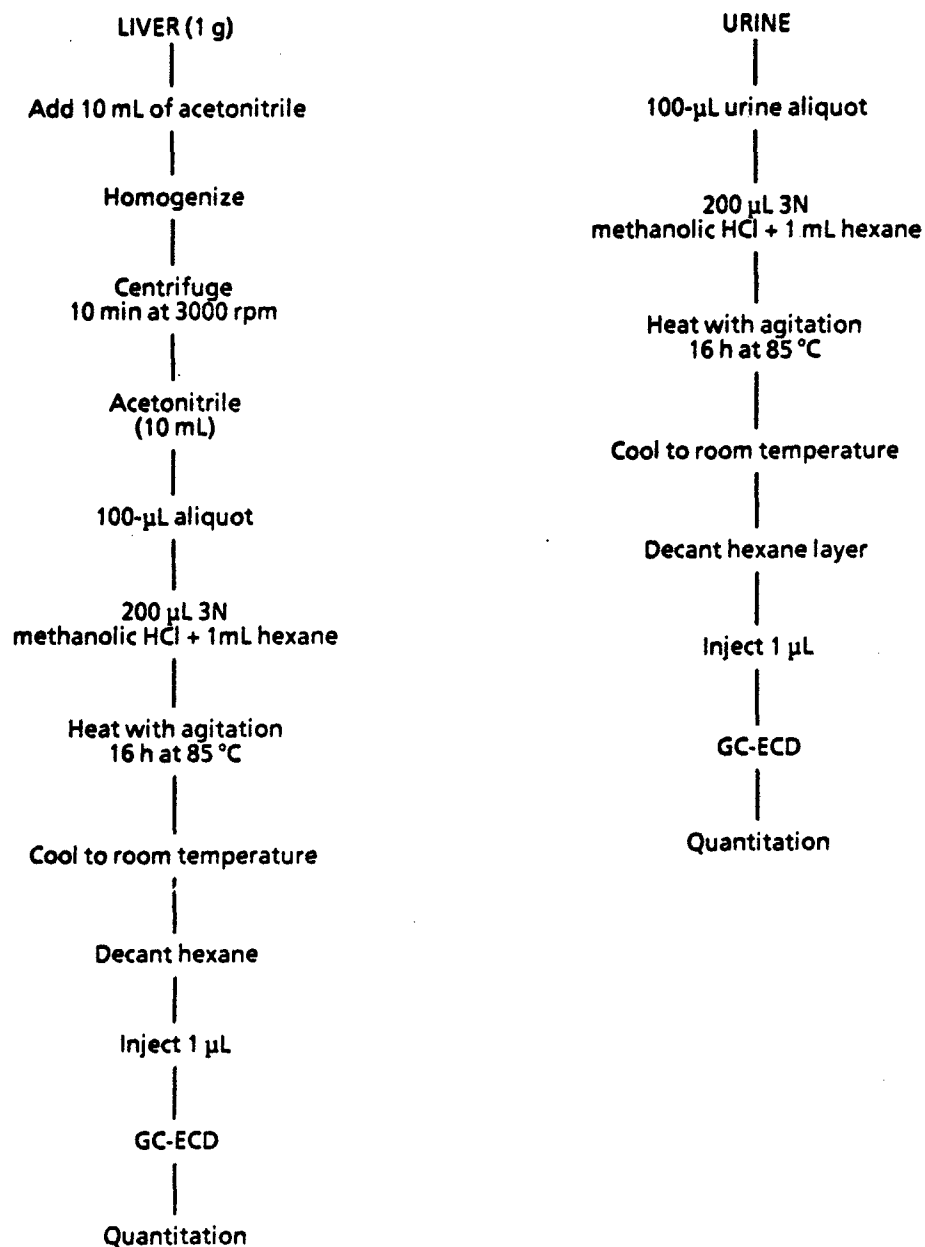 LIVER (1 g)
Add 10 mL of acetonitrile
Homogenize
Centrifuge
10 min at 3000 rpm
Acetonitrile
(10 mL)
100-μL aliquot
200 μL 3N
methanolic HCl + 1mL hexane
Heat with agitation
16 h at 85 °C
Cool to room temperature
Decant hexane
Inject 1 μL
GC-ECD
Quantitation
URINE
100-μL urine aliquot
200 μL 3N
methanolic HCl + 1 mL hexane
Heat with agitation
16 h at 85 °C
Cool to room temperature
Decant hexane layer
Inject 1 μL
GC-ECD
Quantitation